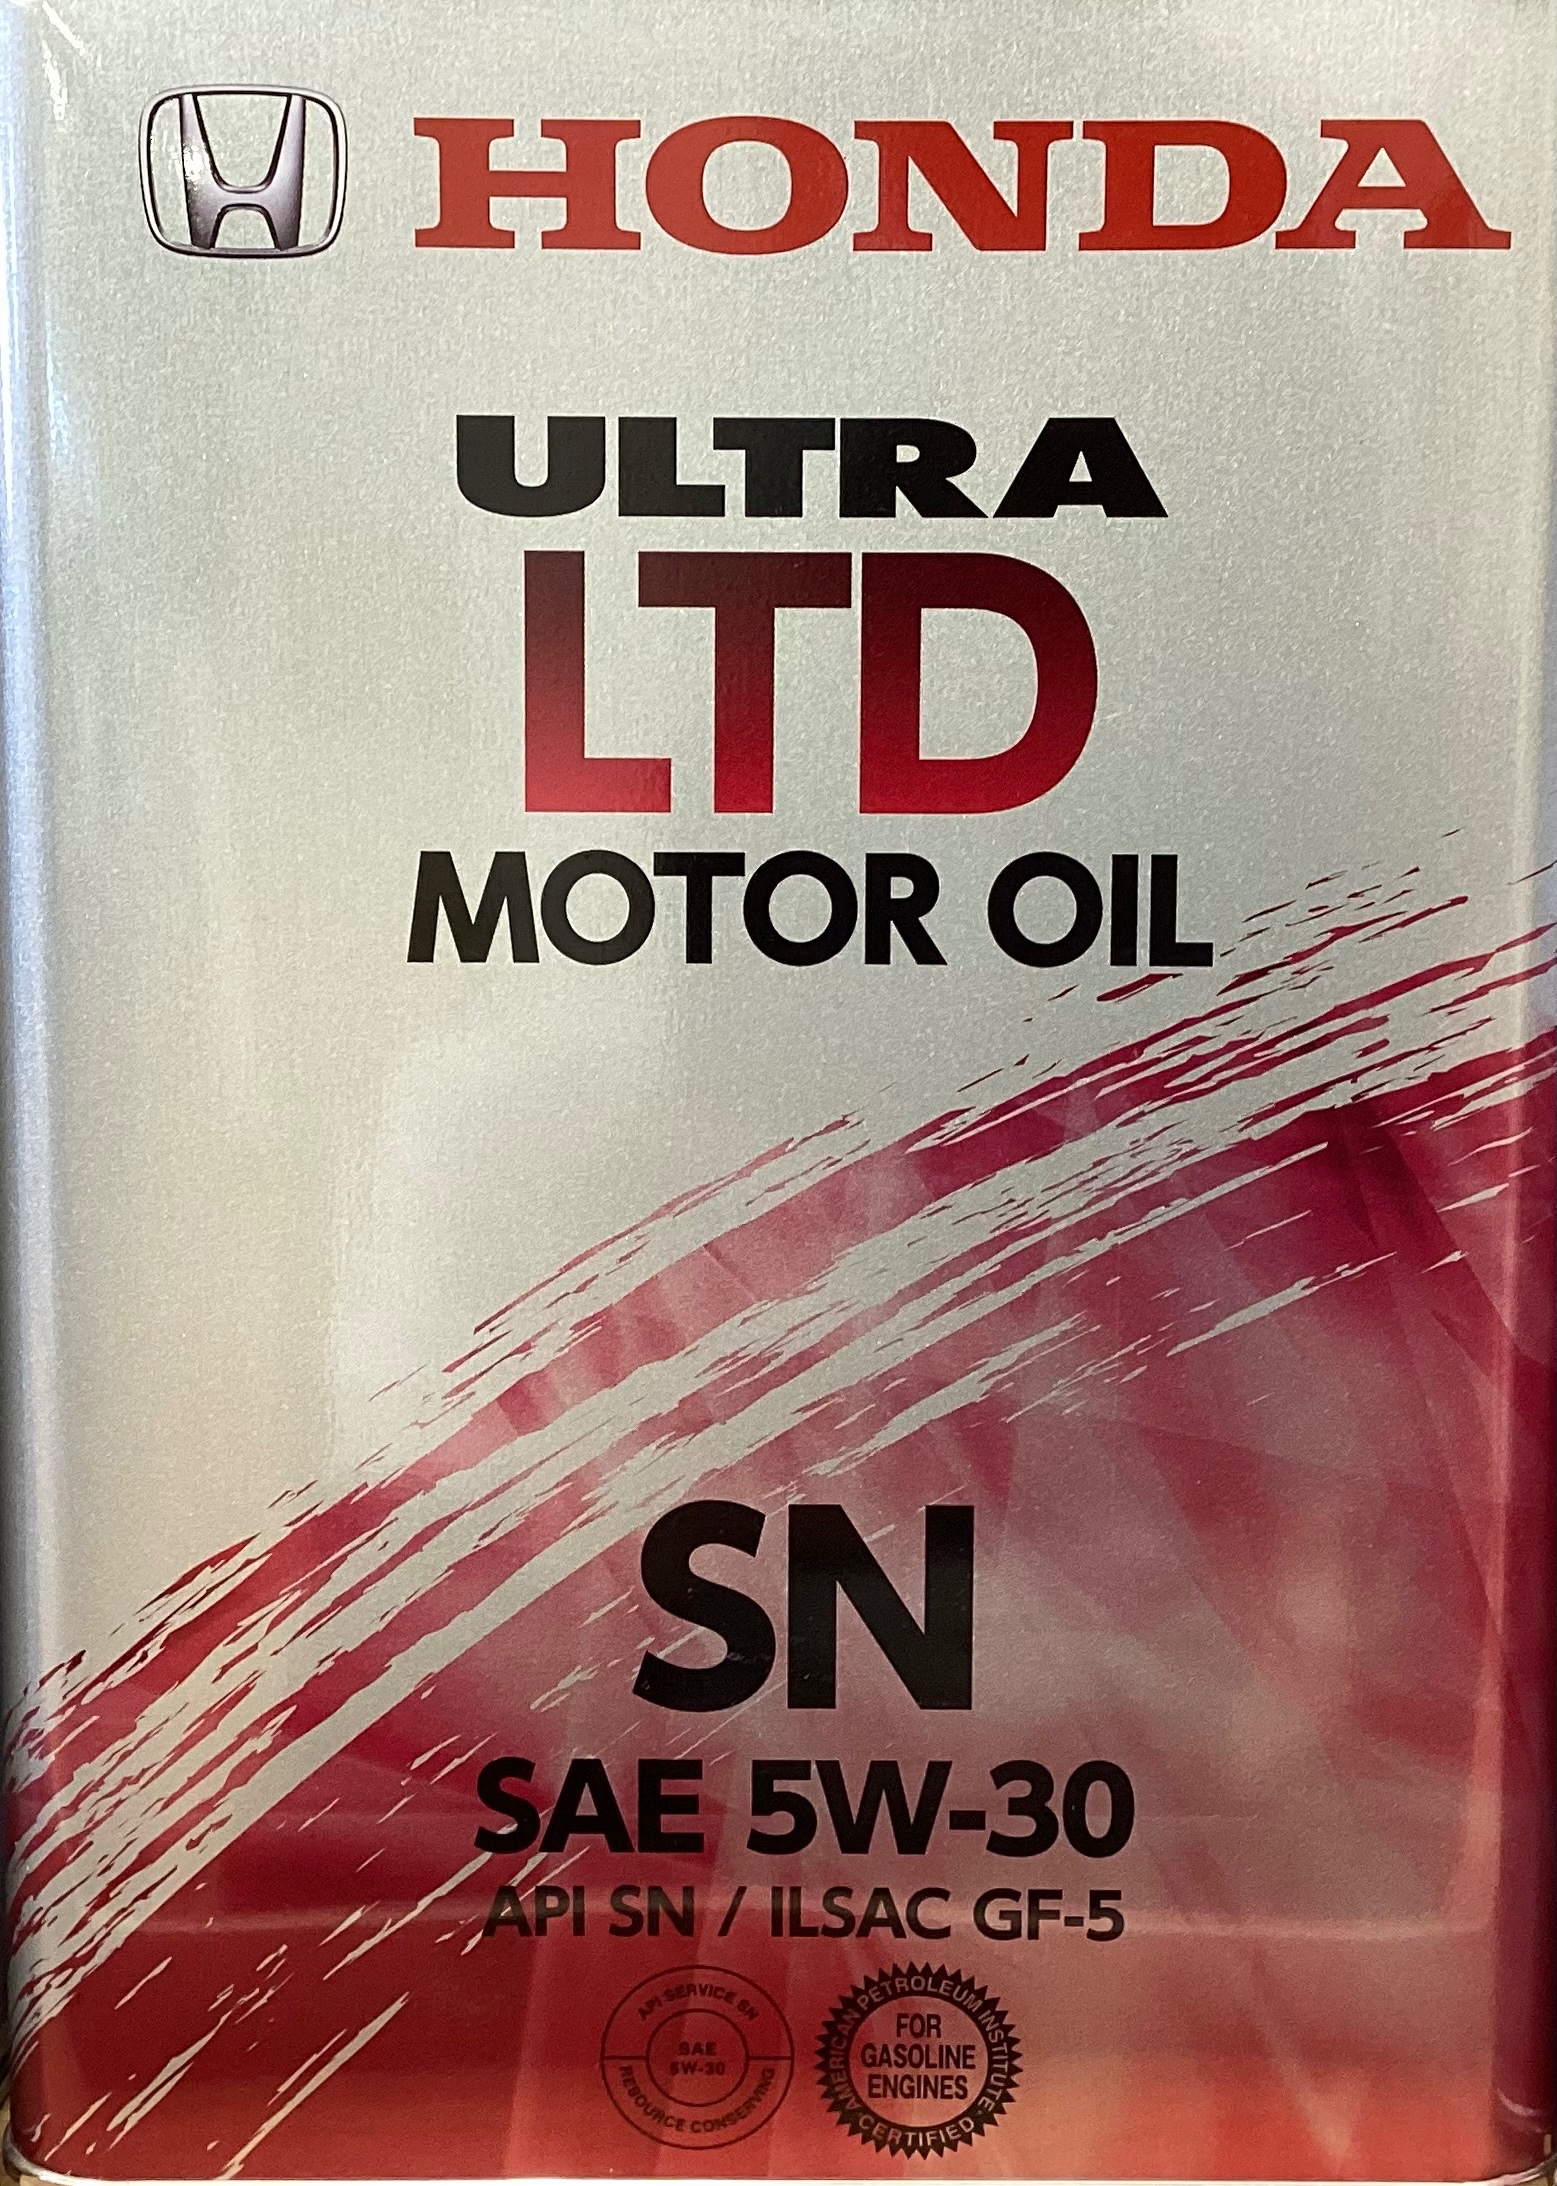 HONDA
ULTRA
LTD
MOTOR OIL
SN
SAE 5W-30
API SN / ILSAC GF-5
API SERVICE SN
SAE
5W-30
RESOURCE CONSERVING
AMERICAN PETROLEUM INSTITUTE
FOR
GASOLINE
ENGINES
CERTIFIED